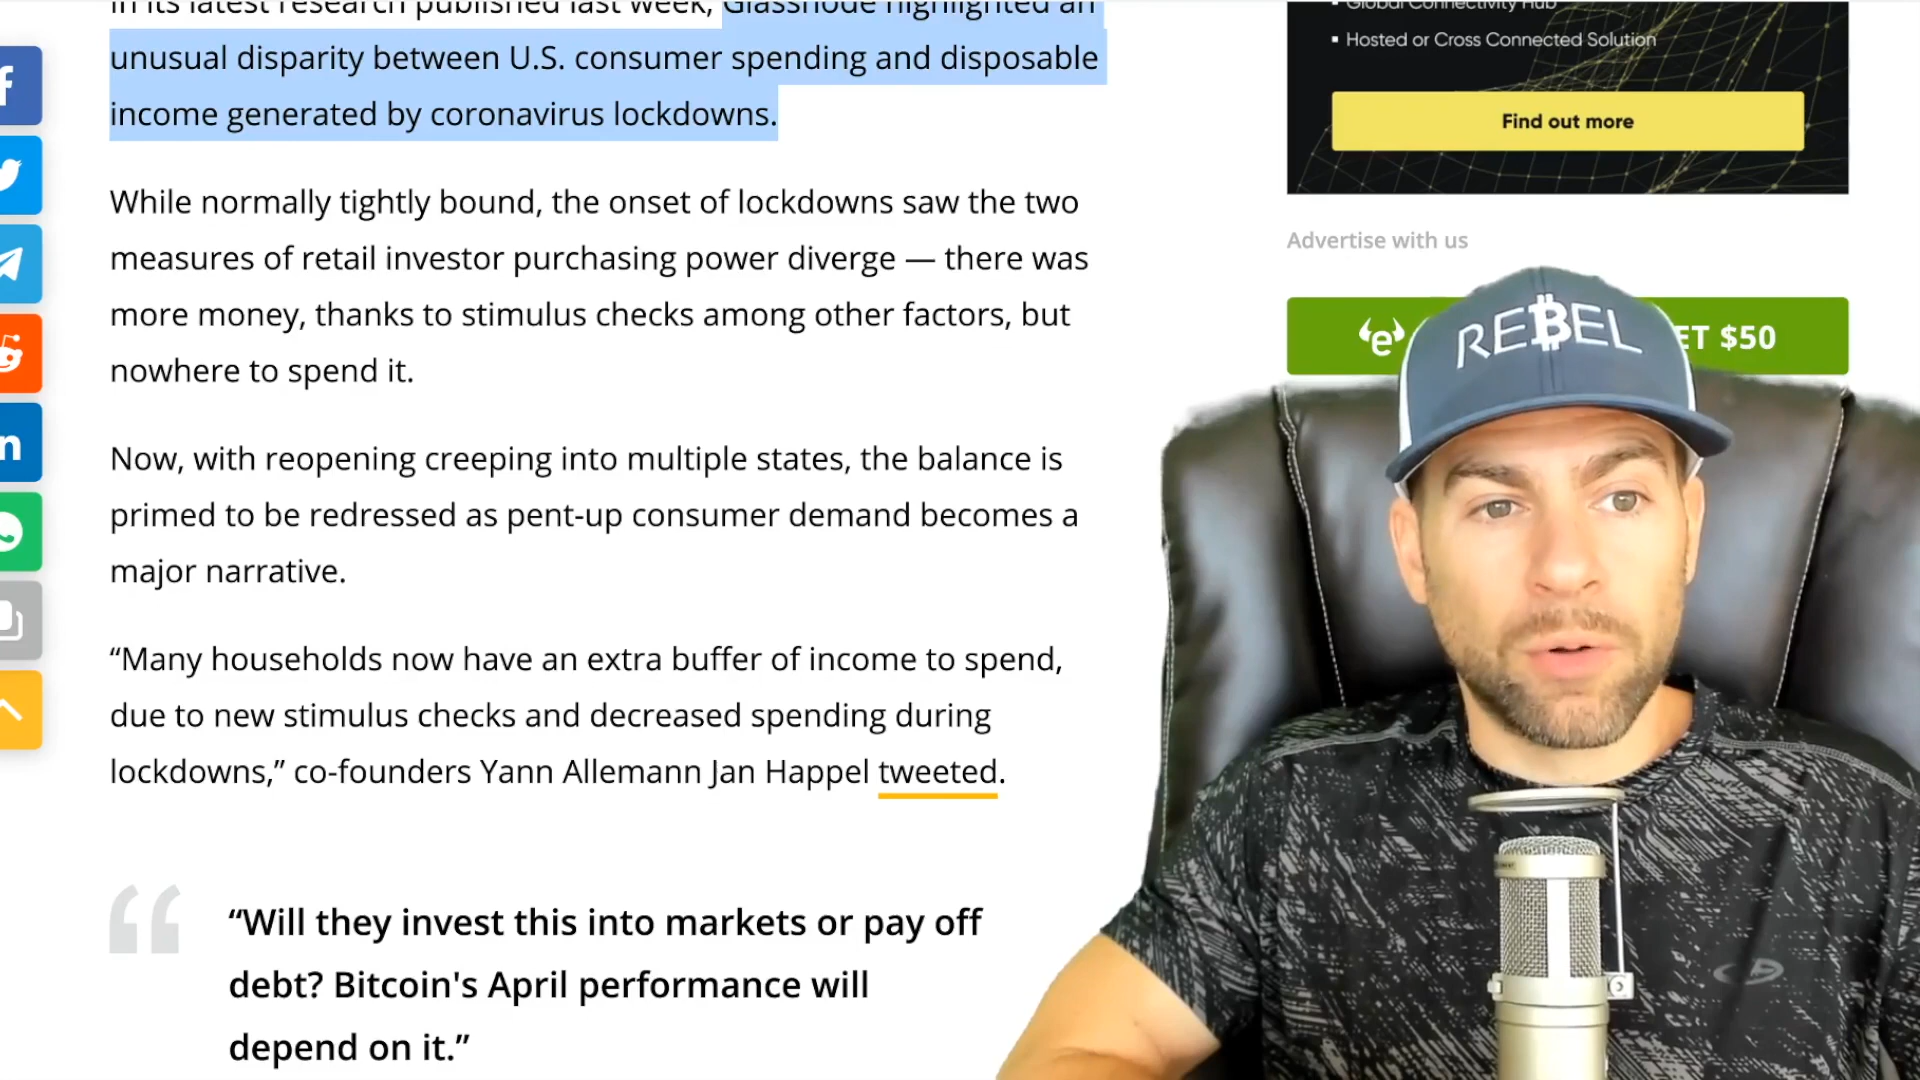 In its latest research published last week, Glassnode highlighted an
unusual disparity between U.S. consumer spending and disposable
income generated by coronavirus lockdowns.
While normally tightly bound, the onset of lockdowns saw the two
measures of retail investor purchasing power diverge — there was
more money, thanks to stimulus checks among other factors, but
nowhere to spend it.
Now, with reopening creeping into multiple states, the balance is
primed to be redressed as pent-up consumer demand becomes a
major narrative.
“Many households now have an extra buffer of income to spend,
due to new stimulus checks and decreased spending during
lockdowns,” co-founders Yann Allemann Jan Happel tweeted.
“Will they invest this into markets or pay off
debt? Bitcoin's April performance will
depend on it.”
▪ Global Connectivity Hub
▪ Hosted or Cross Connected Solution
Find out more
Advertise with us
$50
REBEL